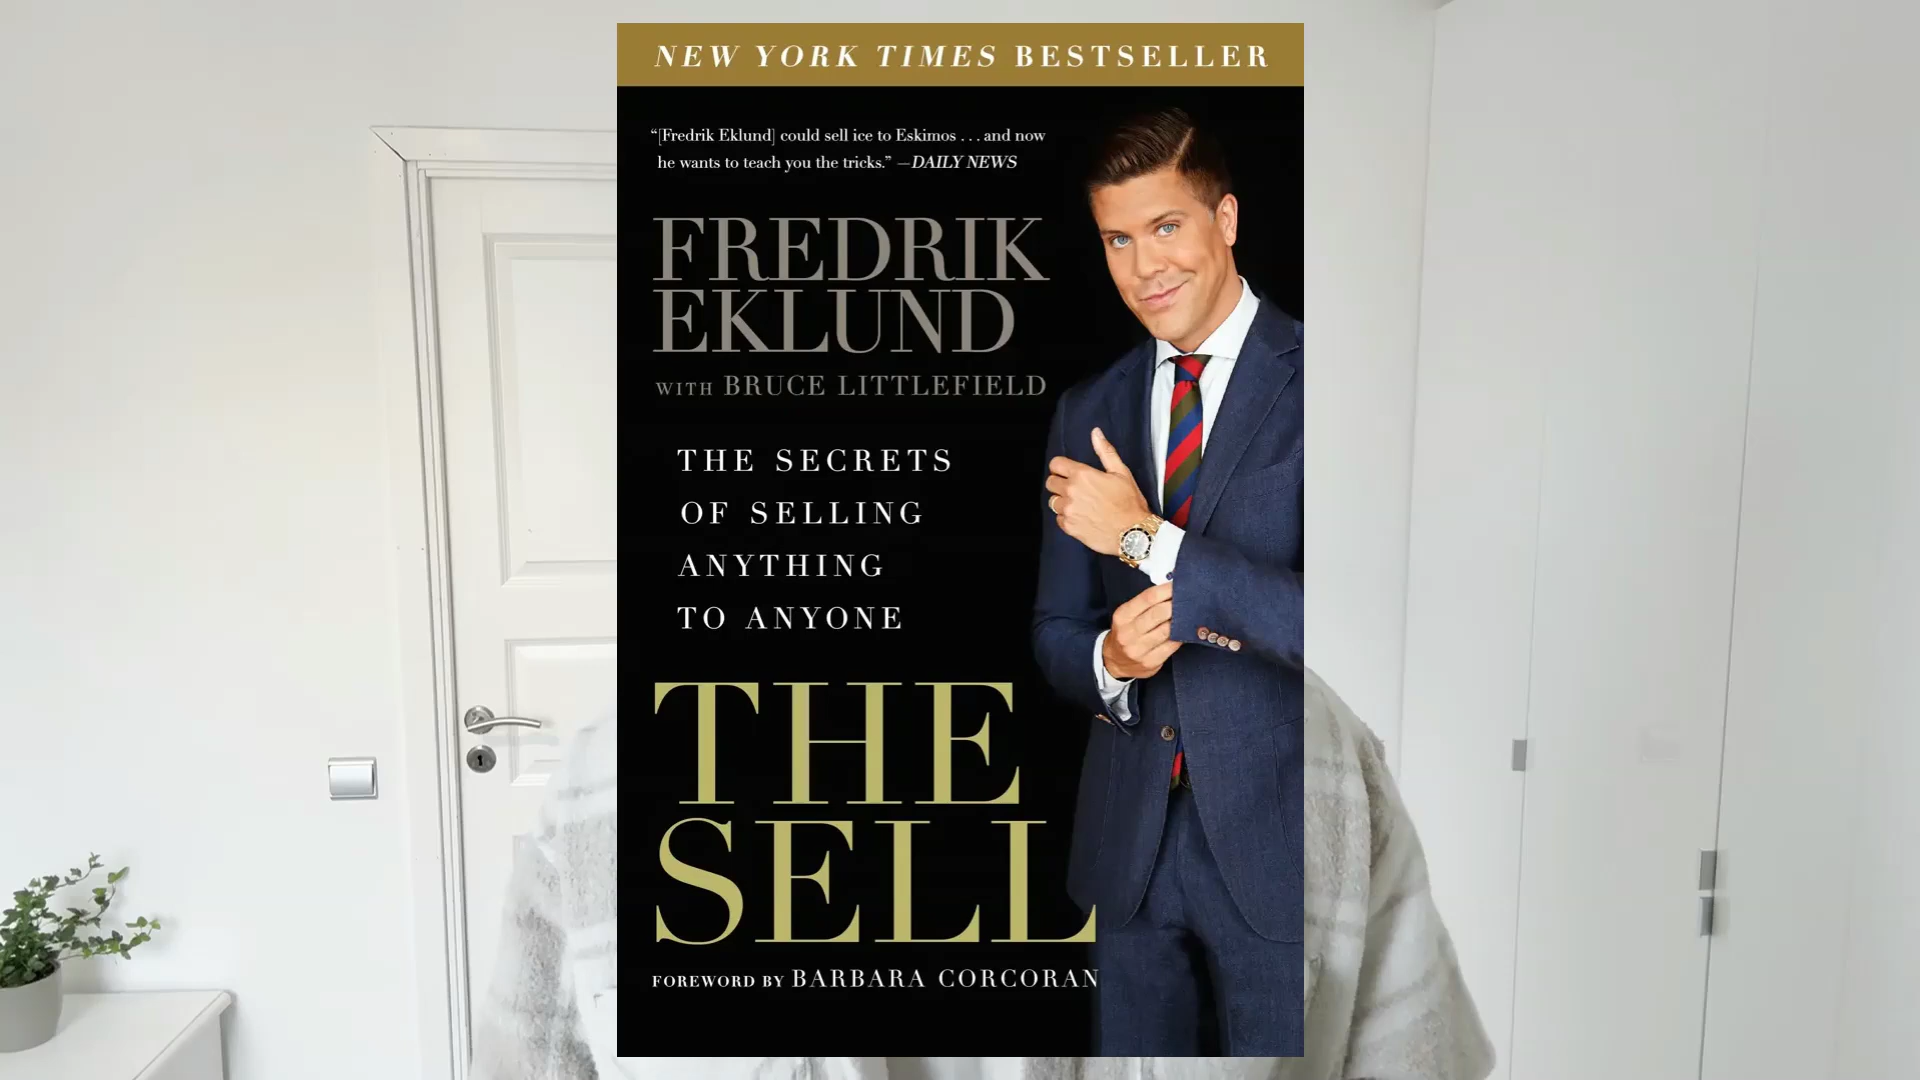 NEW YORK TIMES BESTSELLER
“[Fredrik Eklund] could sell ice to Eskimos . . . and now
he wants to teach you the tricks.” —DAILY NEWS
FREDRIK
EKLUND
WITH BRUCE LITTLEFIELD
THE SECRETS
OF SELLING
ANYTHING
TO ANYONE
THE
SELL
FOREWORD BY BARBARA CORCORAN